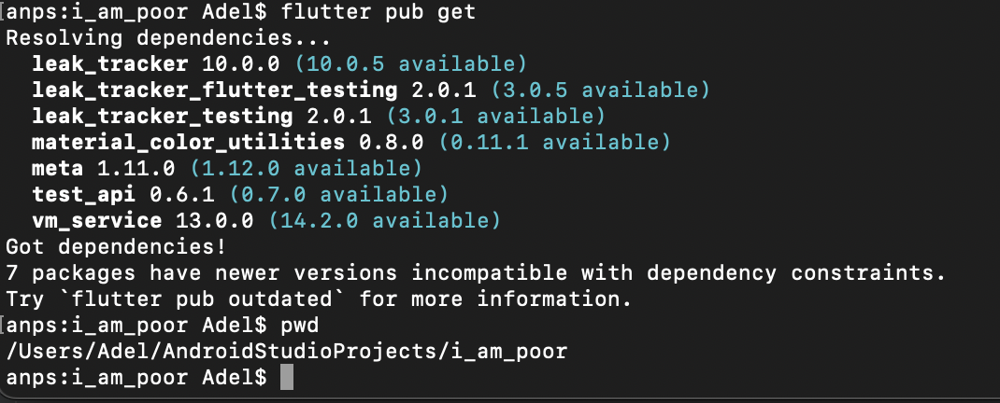 [anps:i_am_poor Adel$ flutter pub get
Resolving dependencies...
  leak_tracker 10.0.0 (10.0.5 available)
  leak_tracker_flutter_testing 2.0.1 (3.0.5 available)
  leak_tracker_testing 2.0.1 (3.0.1 available)
  material_color_utilities 0.8.0 (0.11.1 available)
  meta 1.11.0 (1.12.0 available)
  test_api 0.6.1 (0.7.0 available)
  vm_service 13.0.0 (14.2.0 available)
Got dependencies!
7 packages have newer versions incompatible with dependency constraints.
Try `flutter pub outdated` for more information.
[anps:i_am_poor Adel$ pwd
/Users/Adel/AndroidStudioProjects/i_am_poor
anps:i_am_poor Adel$